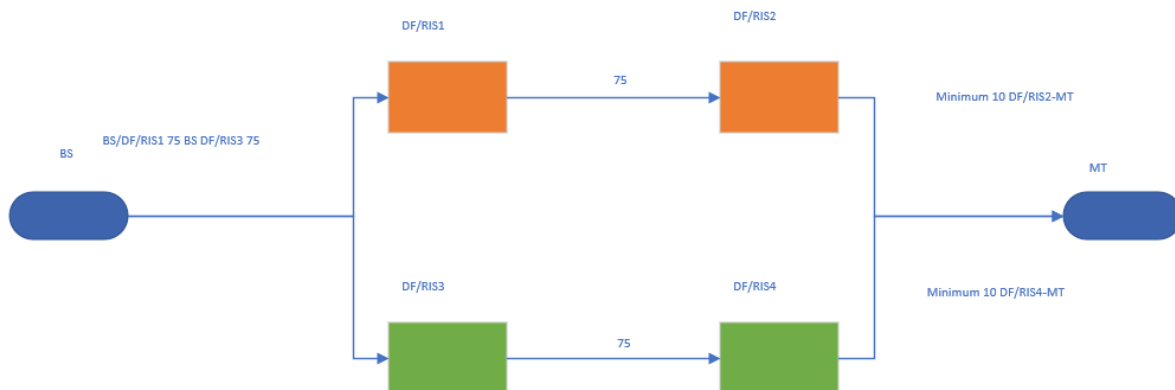 DF/RIS1
DF/RIS2
75
Minimum 10 DF/RIS2-MT
BS/DF/RIS1 75 BS DF/RIS3 75
BS
MT
DF/RIS3
DF/RIS4
Minimum 10 DF/RIS4-MT
75